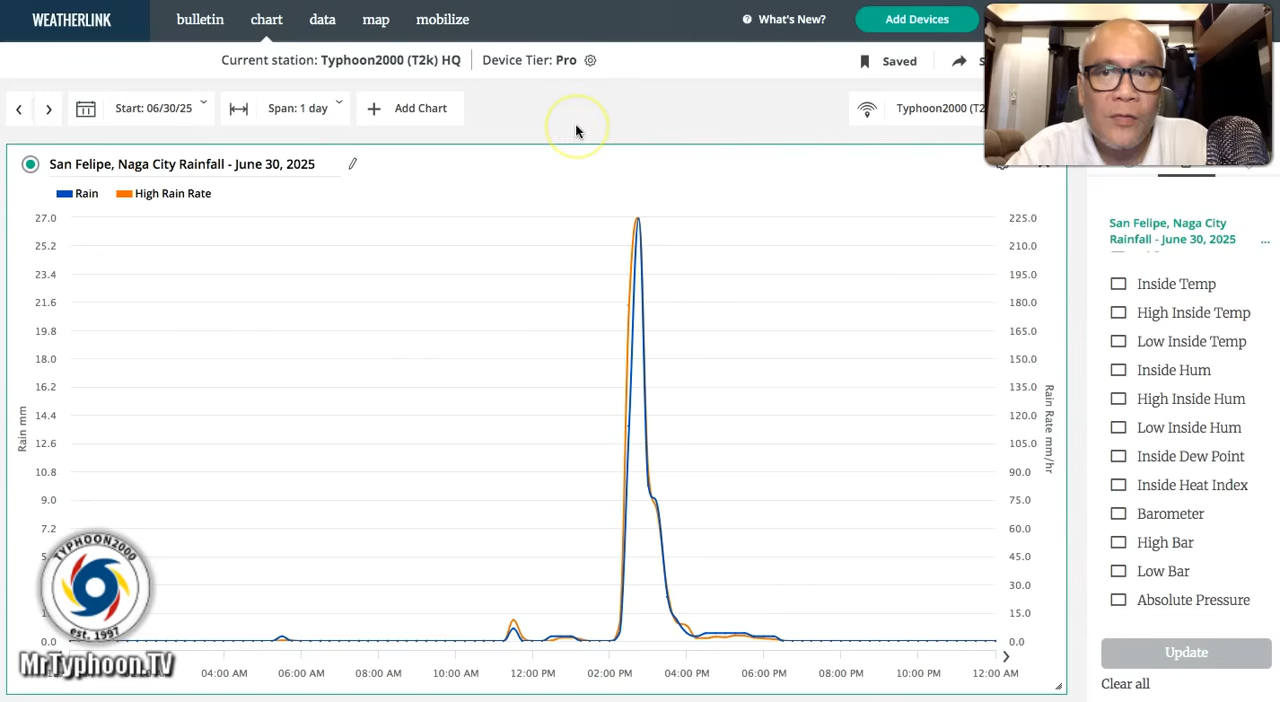 WEATHERLINK
bulletin
chart
data
map
mobilize
What's New?
Add Devices
Current station: Typhoon2000 (T2k) HQ
Device Tier: Pro
Saved
Start: 06/30/25
Span: 1 day
Add Chart
Typhoon2000 (T2
San Felipe, Naga City Rainfall - June 30, 2025
Rain
High Rain Rate
27.0
25.2
23.4
21.6
19.8
18.0
16.2
14.4
12.6
10.8
9.0
7.2
0.0
Rain mm
225.0
210.0
195.0
180.0
165.0
150.0
135.0
120.0
105.0
90.0
75.0
60.0
45.0
30.0
15.0
0.0
Rain Rate mm/hr
04:00 AM
06:00 AM
08:00 AM
10:00 AM
12:00 PM
02:00 PM
04:00 PM
06:00 PM
08:00 PM
10:00 PM
12:00 AM
San Felipe, Naga City
Rainfall - June 30, 2025
...
Inside Temp
High Inside Temp
Low Inside Temp
Inside Hum
High Inside Hum
Low Inside Hum
Inside Dew Point
Inside Heat Index
Barometer
High Bar
Low Bar
Absolute Pressure
Update
Clear all
TYPHOON2000
est. 1997
MrTyphoon.TV